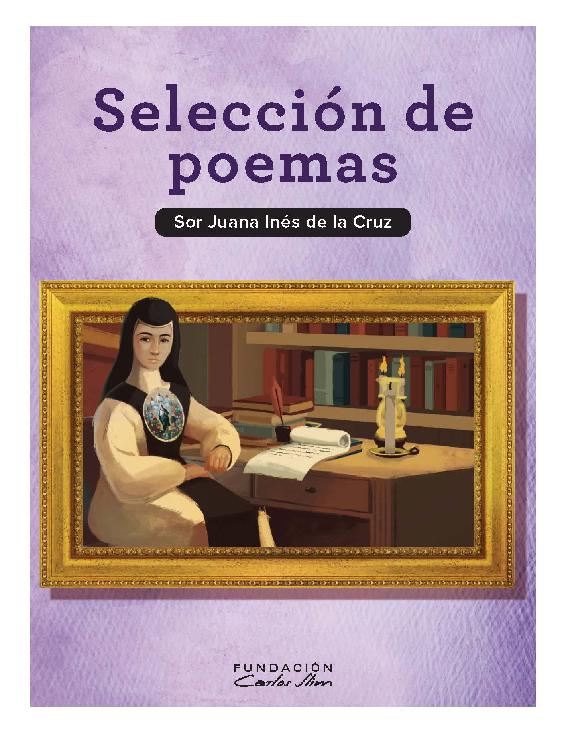 Selección de
poemas
Sor Juana Inés de la Cruz
FUNDACIÓN
Carlos Slim